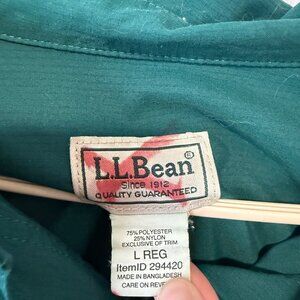 L.L.Bean
®
Since 1912
QUALITY GUARANTEED
75% POLYESTER
25% NYLON
EXCLUSIVE OF TRIM
L REG
ItemID 294420
MADE IN BANGLADESH
CARE ON REVE